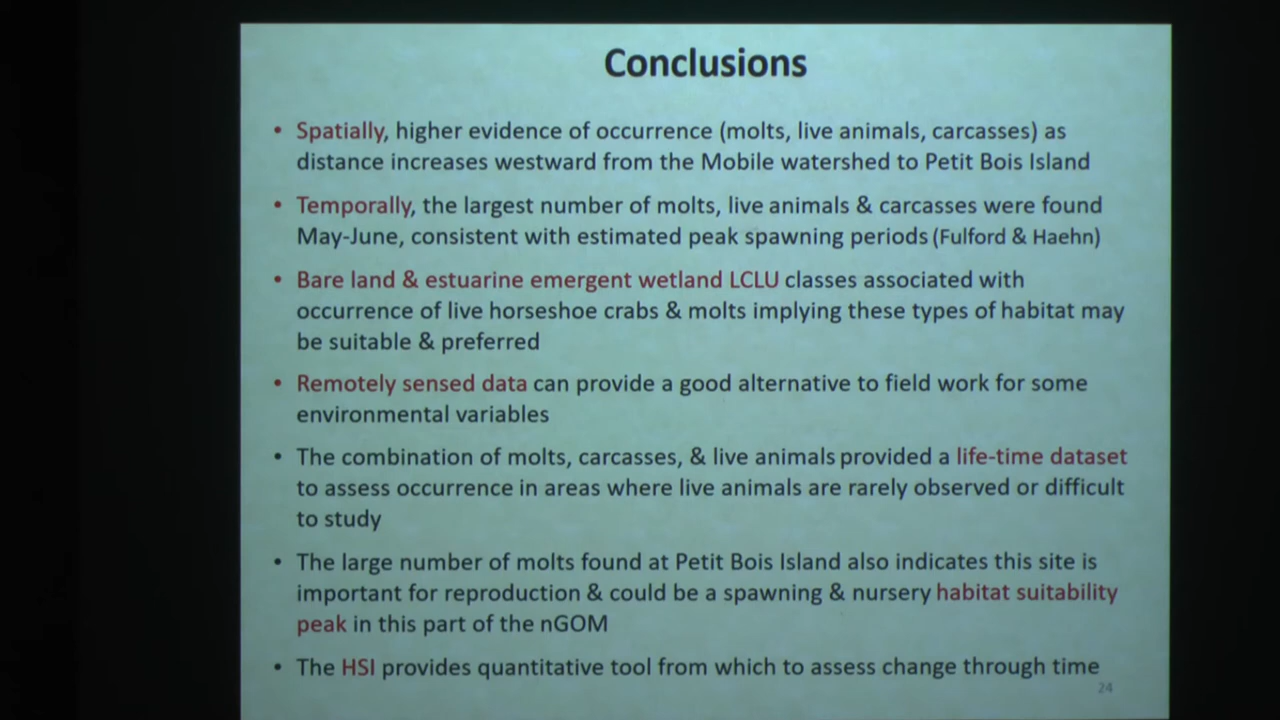 Conclusions
• Spatially, higher evidence of occurrence (molts, live animals, carcasses) as
distance increases westward from the Mobile watershed to Petit Bois Island
• Temporally, the largest number of molts, live animals & carcasses were found
May-June, consistent with estimated peak spawning periods (Fulford & Haehn)
• Bare land & estuarine emergent wetland LCLU classes associated with
occurrence of live horseshoe crabs & molts implying these types of habitat may
be suitable & preferred
• Remotely sensed data can provide a good alternative to field work for some
environmental variables
• The combination of molts, carcasses, & live animals provided a life-time dataset
to assess occurrence in areas where live animals are rarely observed or difficult
to study
• The large number of molts found at Petit Bois Island also indicates this site is
important for reproduction & could be a spawning & nursery habitat suitability
peak in this part of the nGOM
• The HSI provides quantitative tool from which to assess change through time
24